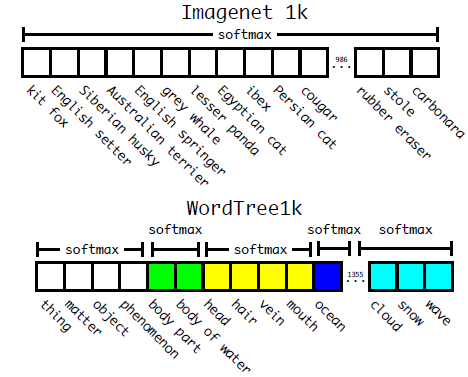 Imagenet 1k
softmax
986
...
kit fox
English setter
Siberian husky
Australian terrier
English springer
grey whale
lesser panda
Egyptian cat
ibex
Persian cat
cougar
rubber eraser
stole
carbonara
WordTree1k
softmax
softmax
softmax
softmax
softmax
1355
...
thing
matter
object
phenomenon
body part
body of water
head
hair
vein
mouth
ocean
cloud
snow
wave